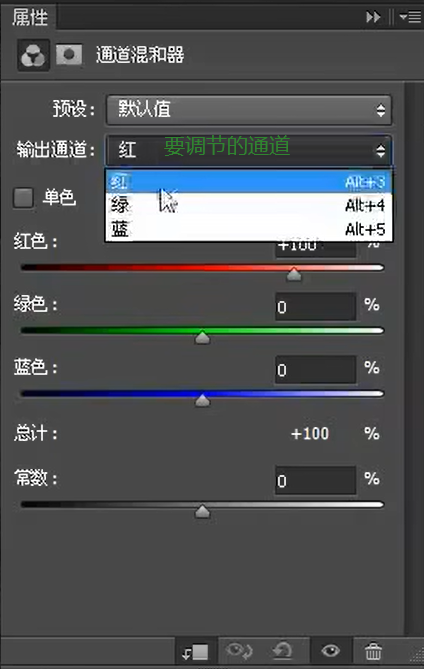 属性
通道混和器
预设： 默认值
输出通道： 红 要调节的通道
红 Alt+3
绿 Alt+4
蓝 Alt+5
单色
红色： +100 %
绿色： 0 %
蓝色： 0 %
总计： +100 %
常数： 0 %